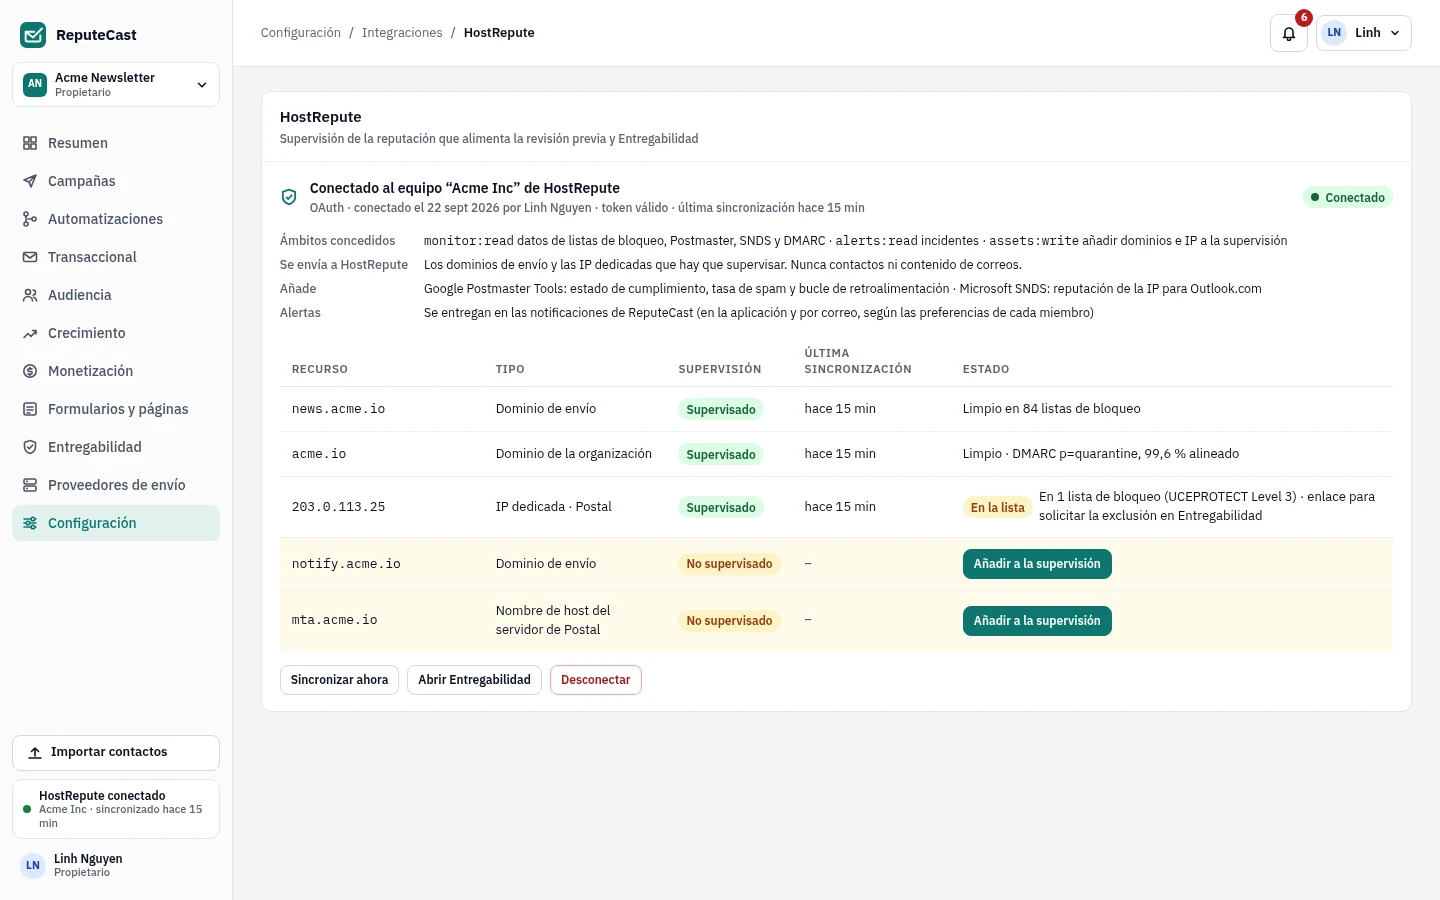 ReputeCast
AN
Acme Newsletter
Propietario
Resumen
Campañas
Automatizaciones
Transaccional
Audiencia
Crecimiento
Monetización
Formularios y páginas
Entregabilidad
Proveedores de envío
Configuración
Importar contactos
HostRepute conectado
Acme Inc · sincronizado hace 15
min
LN
Linh Nguyen
Propietario
Configuración / Integraciones / HostRepute
6
LN Linh
HostRepute
Supervisión de la reputación que alimenta la revisión previa y Entregabilidad
Conectado al equipo “Acme Inc” de HostRepute
OAuth · conectado el 22 sept 2026 por Linh Nguyen · token válido · última sincronización hace 15 min
Conectado
Ámbitos concedidos monitor:read datos de listas de bloqueo, Postmaster, SNDS y DMARC · alerts:read incidentes · assets:write añadir dominios e IP a la supervisión
Se envía a HostRepute Los dominios de envío y las IP dedicadas que hay que supervisar. Nunca contactos ni contenido de correos.
Añade Google Postmaster Tools: estado de cumplimiento, tasa de spam y bucle de retroalimentación · Microsoft SNDS: reputación de la IP para Outlook.com
Alertas Se entregan en las notificaciones de ReputeCast (en la aplicación y por correo, según las preferencias de cada miembro)
RECURSO TIPO SUPERVISIÓN ÚLTIMA SINCRONIZACIÓN ESTADO
news.acme.io Dominio de envío Supervisado hace 15 min Limpio en 84 listas de bloqueo
acme.io Dominio de la organización Supervisado hace 15 min Limpio · DMARC p=quarantine, 99,6 % alineado
203.0.113.25 IP dedicada · Postal Supervisado hace 15 min En la lista En 1 lista de bloqueo (UCEPROTECT Level 3) · enlace para
solicitar la exclusión en Entregabilidad
notify.acme.io Dominio de envío No supervisado – Añadir a la supervisión
mta.acme.io Nombre de host del
servidor de Postal No supervisado – Añadir a la supervisión
Sincronizar ahora Abrir Entregabilidad Desconectar